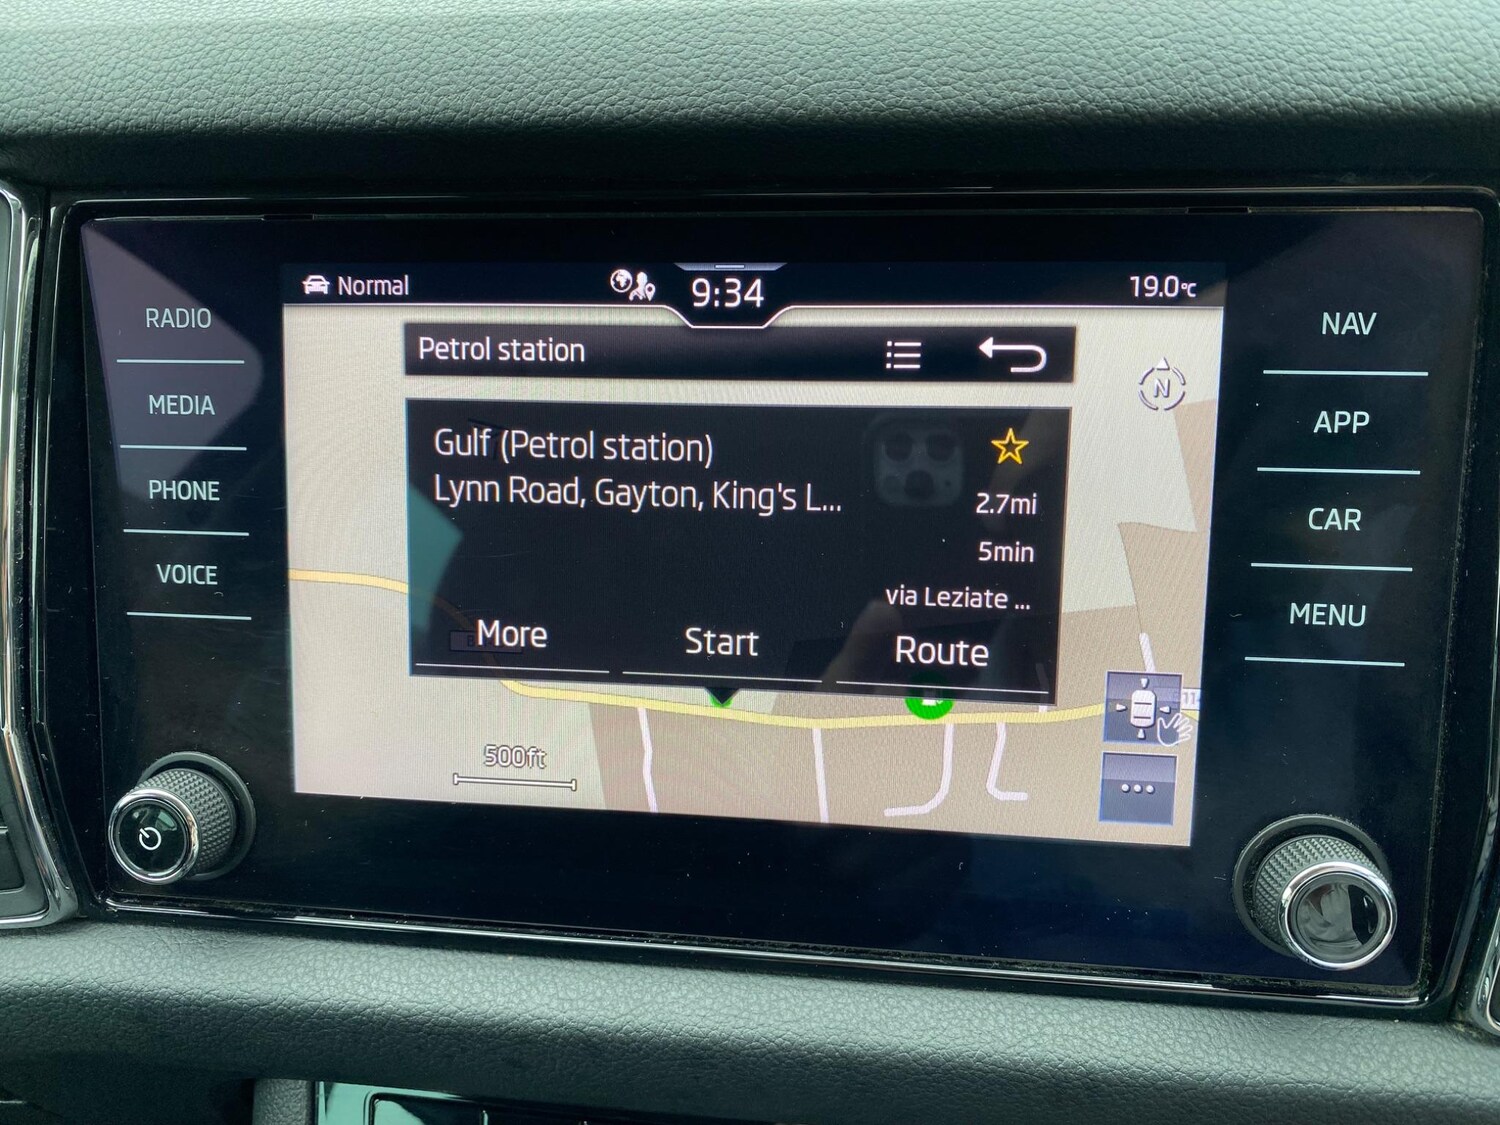 Normal
9:34
19.0°C
RADIO
MEDIA
PHONE
VOICE
NAV
APP
CAR
MENU
Petrol station
N
Gulf (Petrol station)
Lynn Road, Gayton, King's L...
2.7mi
5min
via Leziate ...
More
Start
Route
500ft